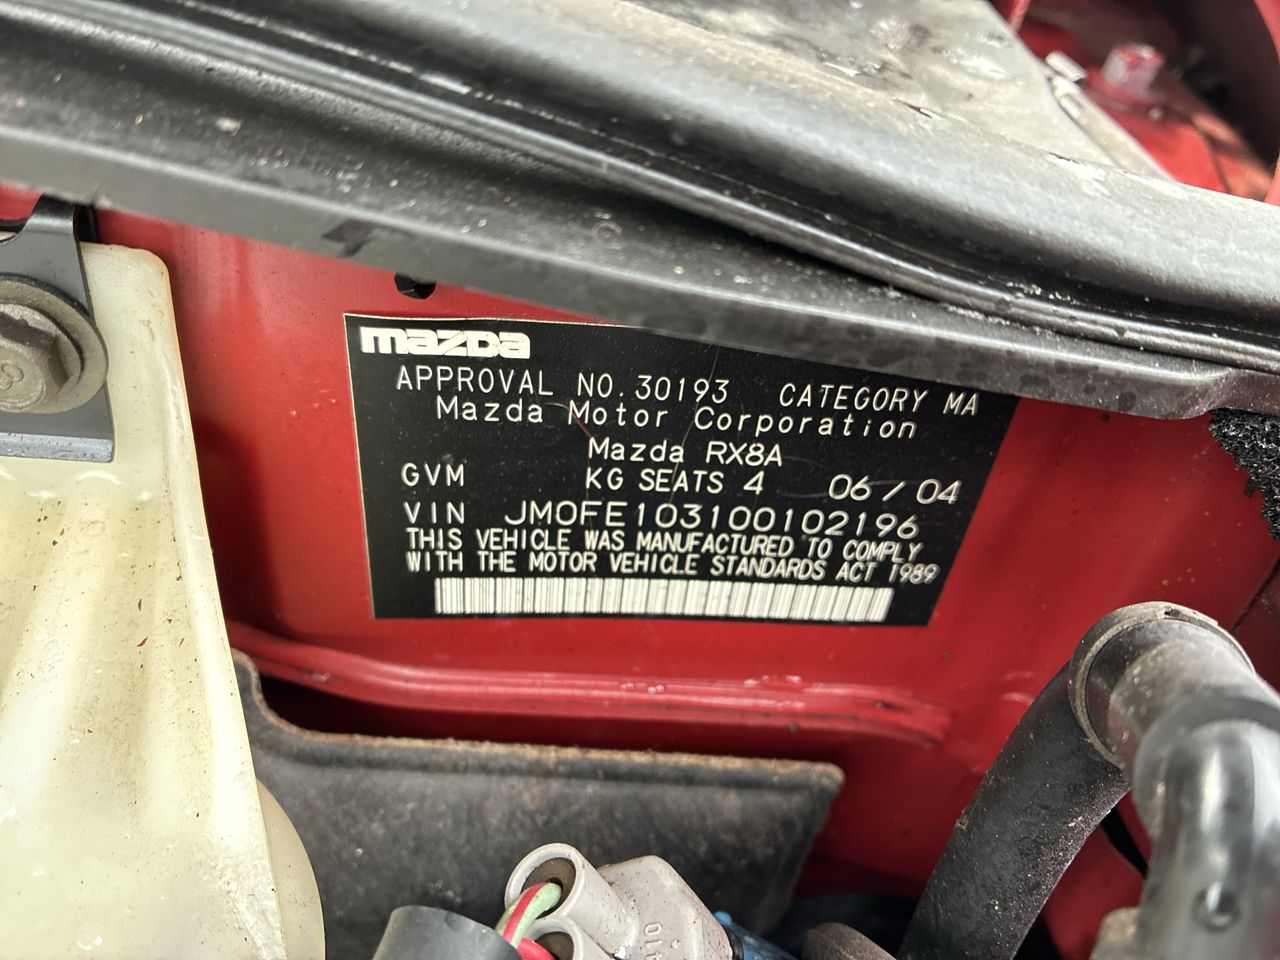 mazda
APPROVAL NO.30193 CATEGORY MA
Mazda Motor Corporation
Mazda RX8A
GVM KG SEATS 4 06/04
VIN JM0FE103100102196
THIS VEHICLE WAS MANUFACTURED TO COMPLY
WITH THE MOTOR VEHICLE STANDARDS ACT 1989